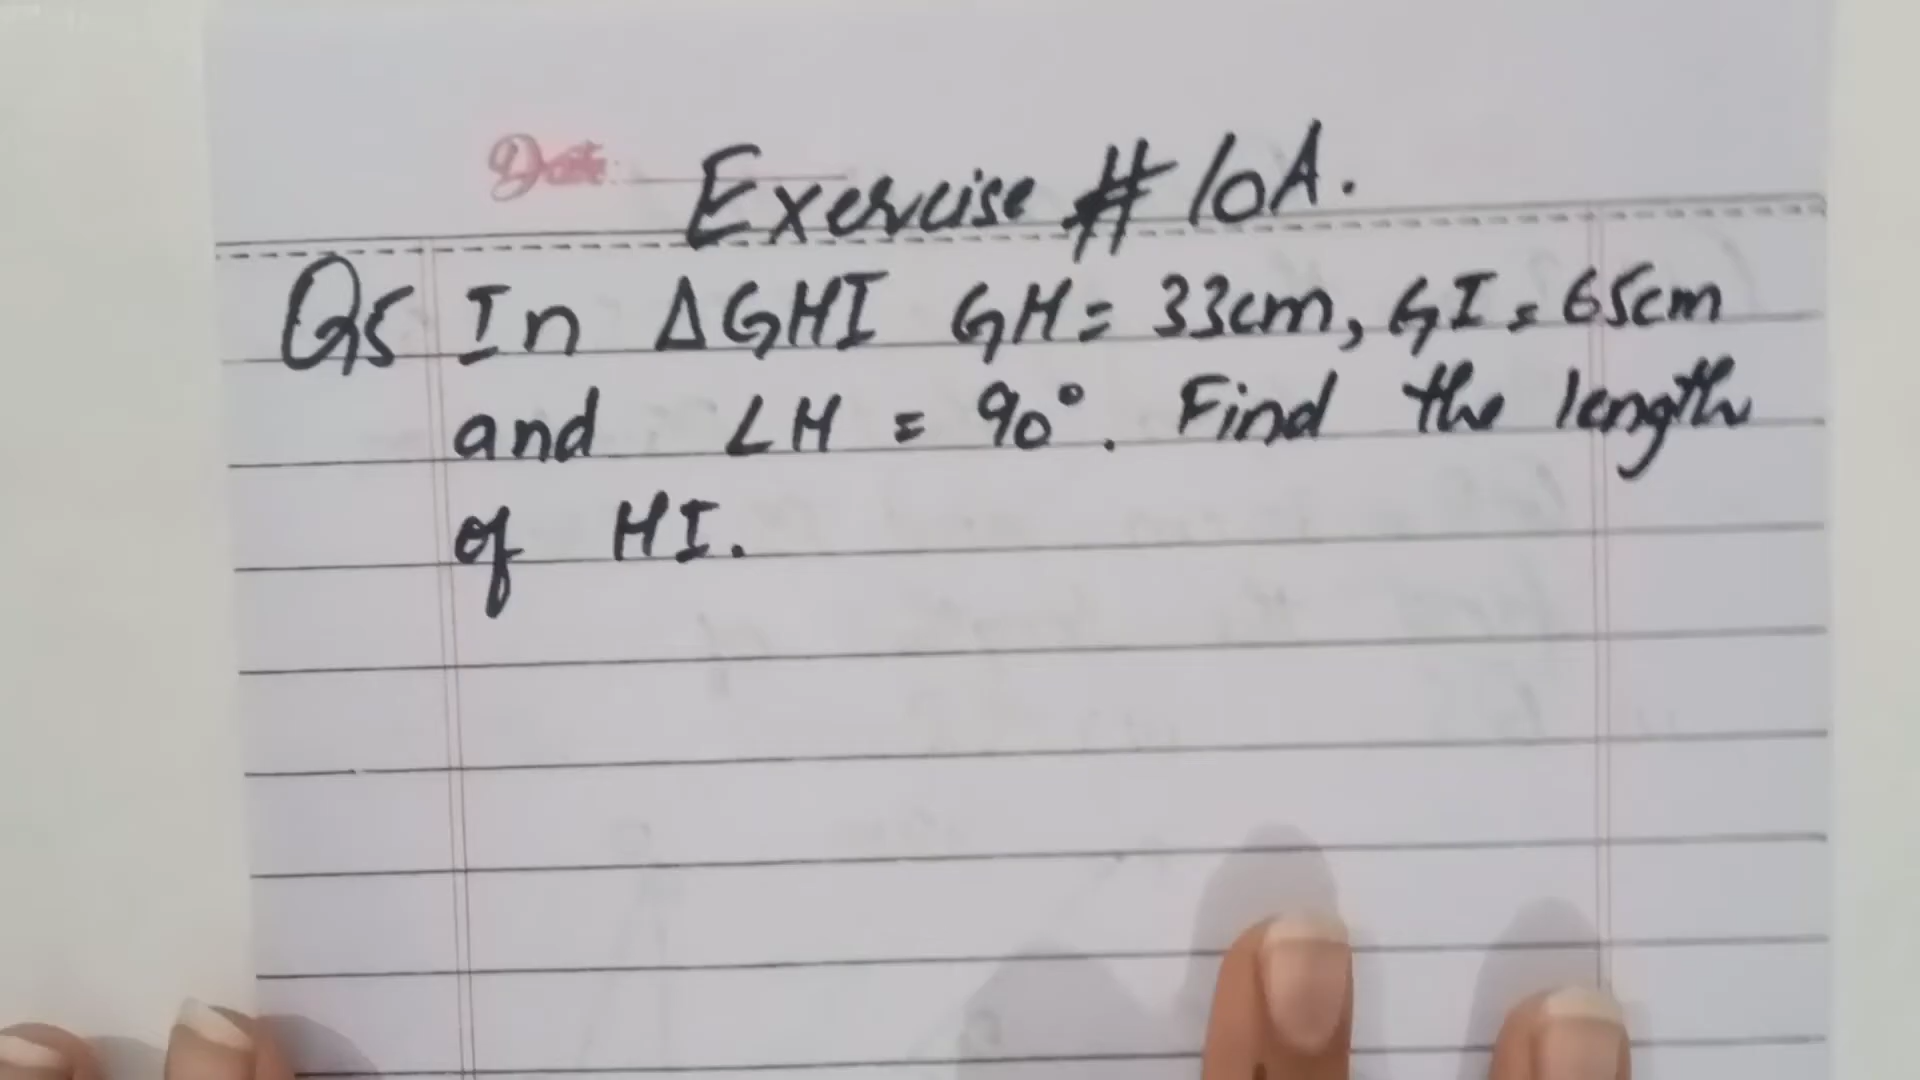 Date:
Exercise # 10A.
Q5 In ΔGHI GH = 33cm, GI = 65cm
and ∠H = 90°. Find the length
of HI.